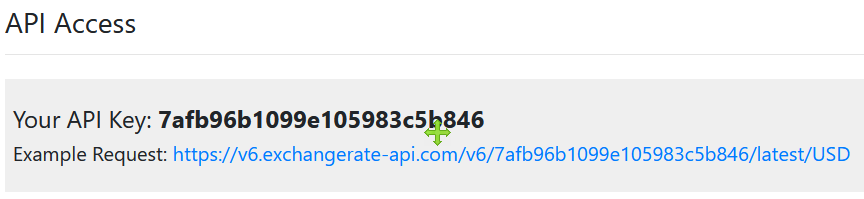 API Access
Your API Key: 7afb96b1099e105983c5b846
Example Request: https://v6.exchangerate-api.com/v6/7afb96b1099e105983c5b846/latest/USD